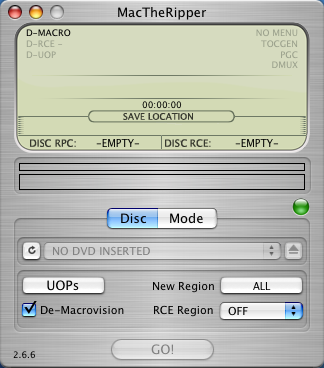 MacTheRipper
D-MACRO NO MENU
D-RCE - TOCGEN
D-UOP PGC
DMUX
00:00:00
SAVE LOCATION
DISC RPC: -EMPTY- DISC RCE: -EMPTY-
Disc Mode
NO DVD INSERTED
UOPs New Region ALL
De-Macrovision RCE Region OFF
2.6.6 GO!